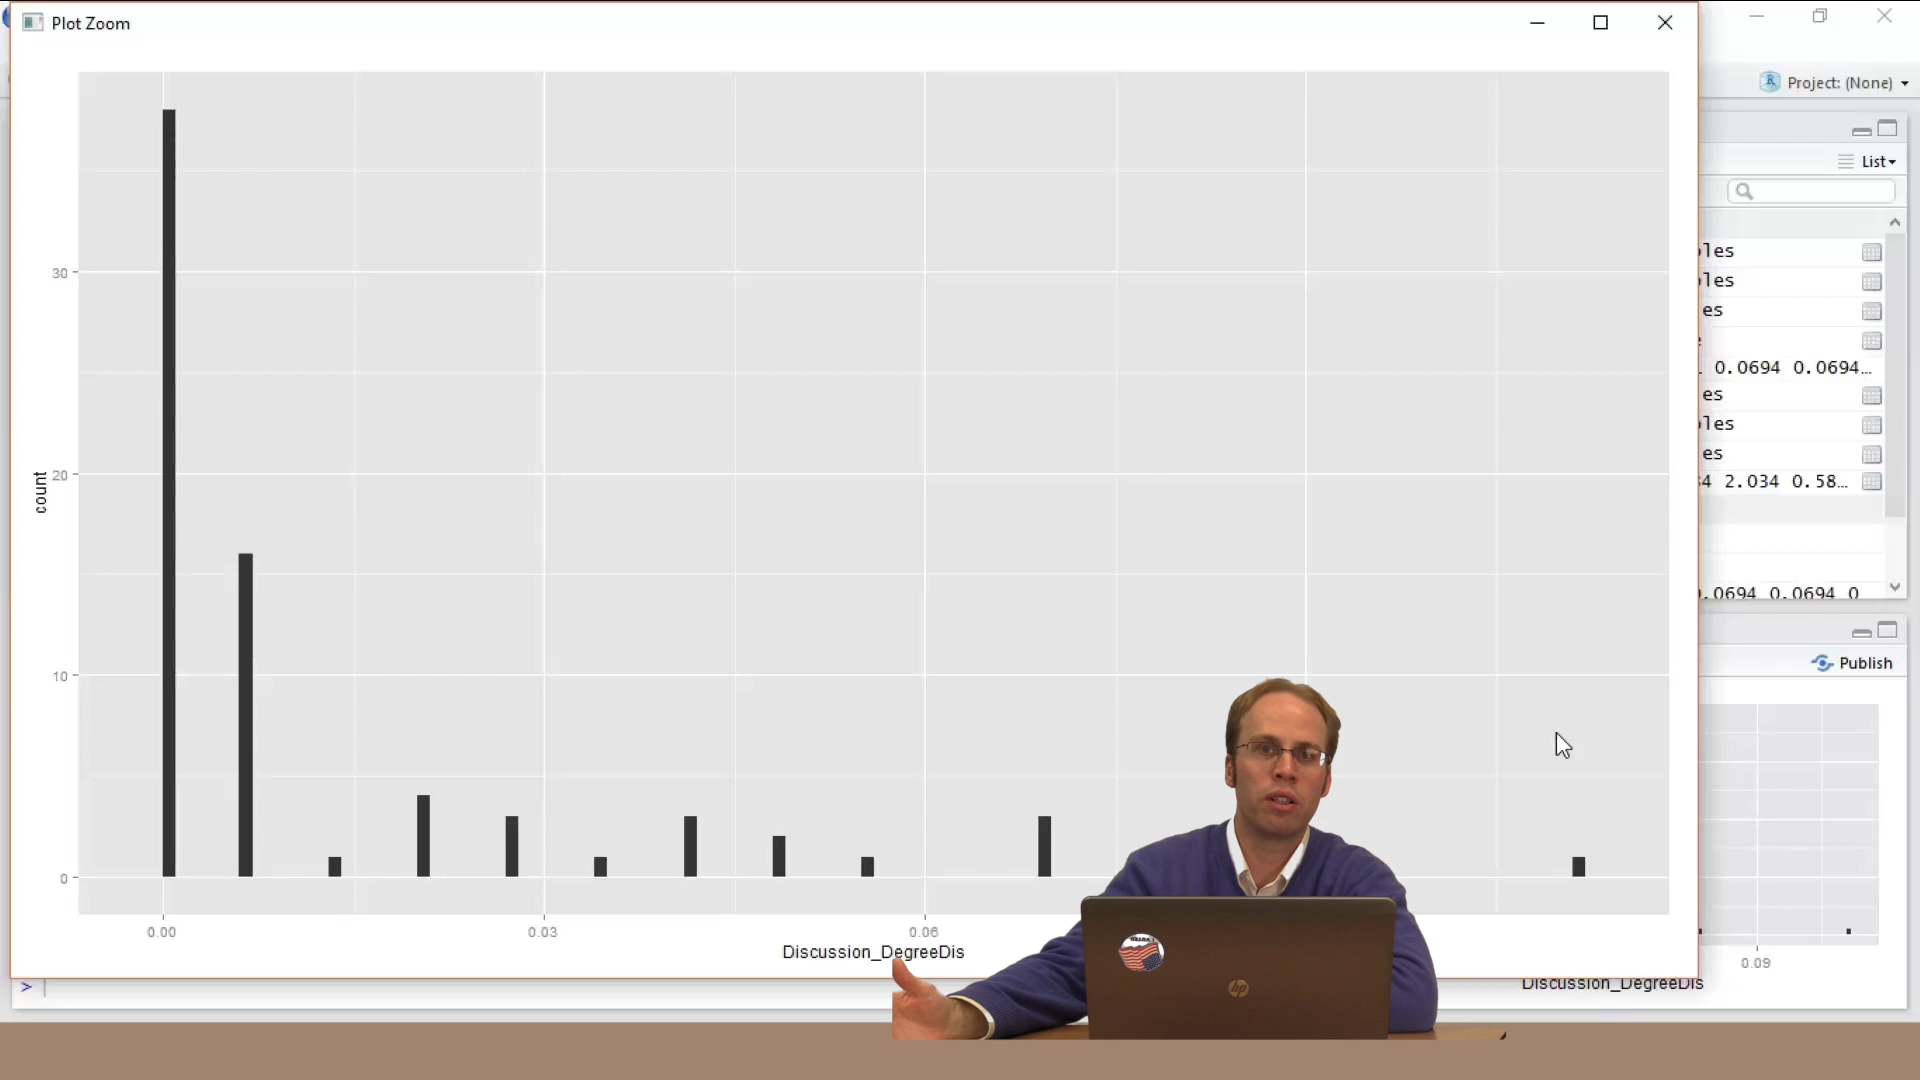 Plot Zoom
Project: (None)
List
les
les
es
0.0694 0.0694…
es
les
es
4 2.034 0.58…
.0694 0.0694 0
Publish
30
20
10
0
count
0.00
0.03
0.06
Discussion_DegreeDis
0.09
Discussion_DegreeDis
>
hp